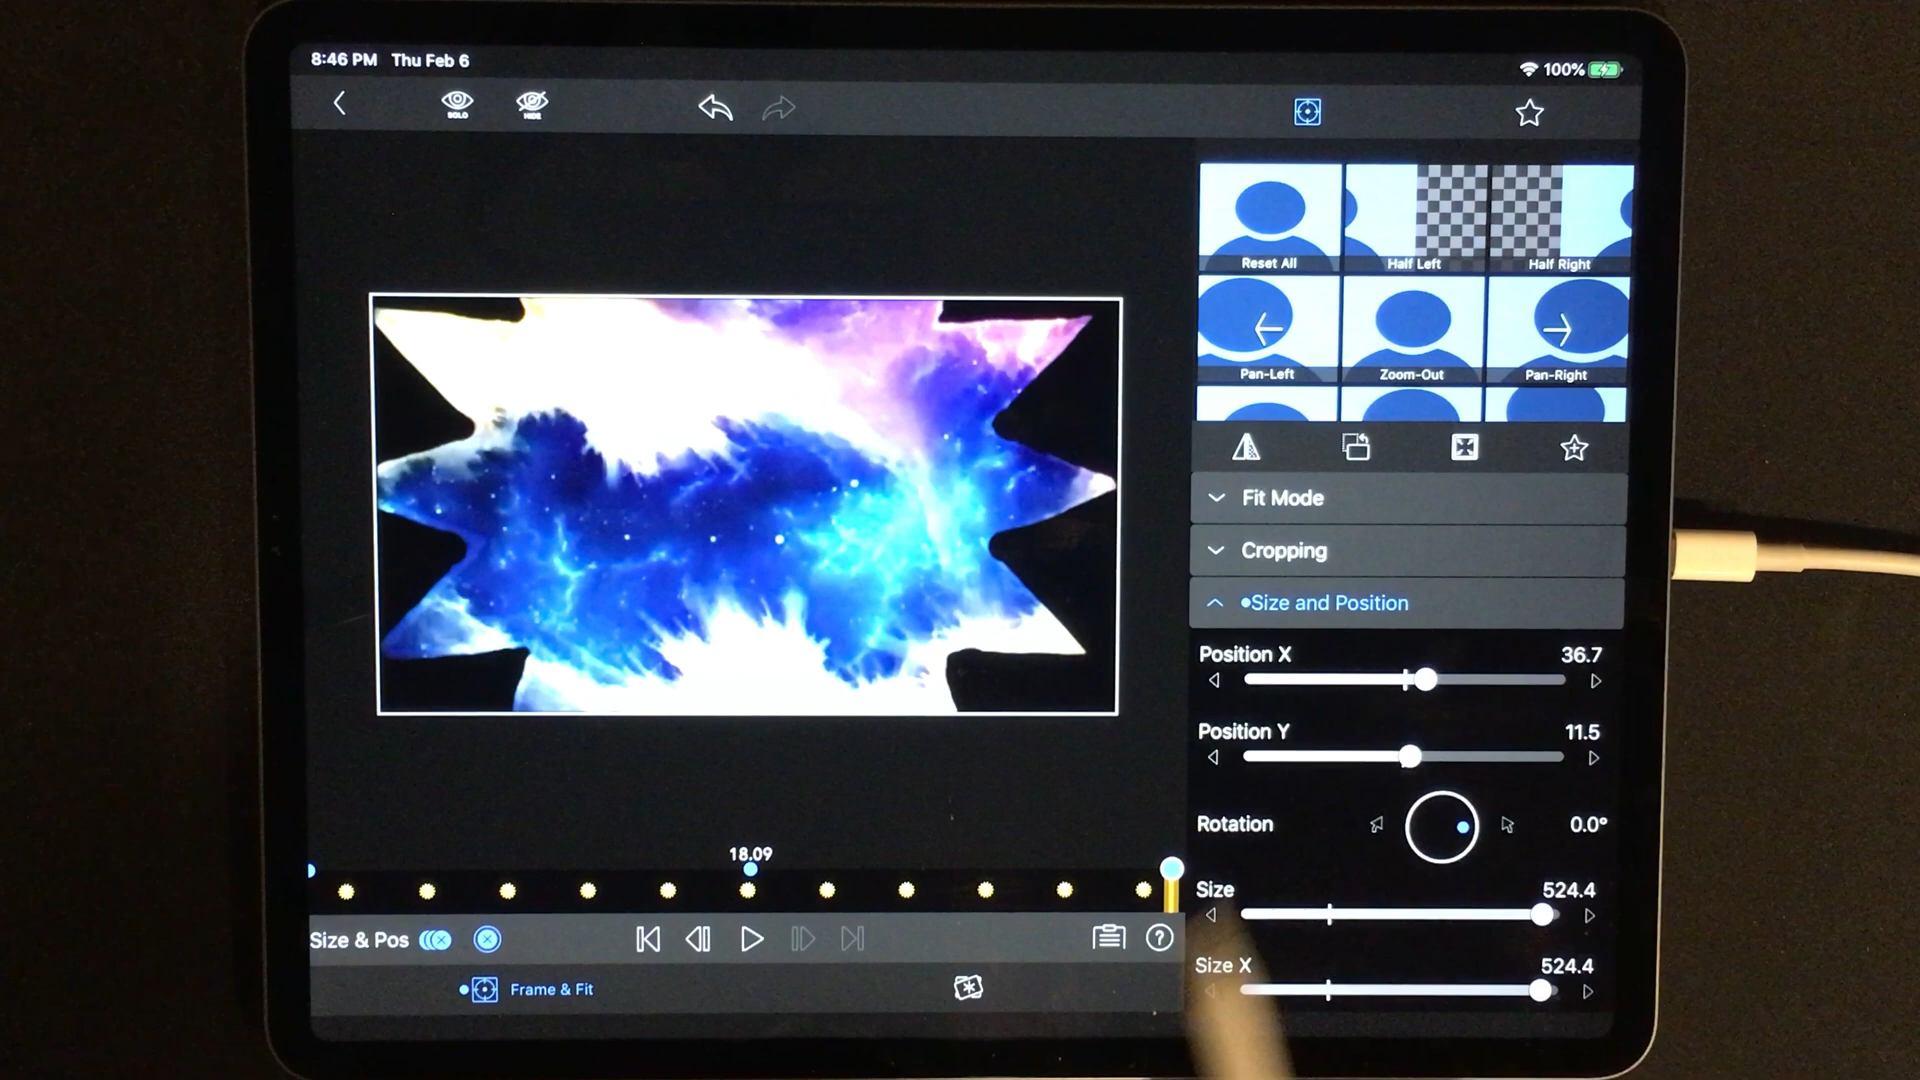 8:46 PM Thu Feb 6
100%
SOLO
HIDE
Reset All
Half Left
Half Right
Pan-Left
Zoom-Out
Pan-Right
Fit Mode
Cropping
Size and Position
Position X
36.7
Position Y
11.5
Rotation
0.0°
18.09
Size
524.4
Size & Pos
?
Size X
524.4
Frame & Fit